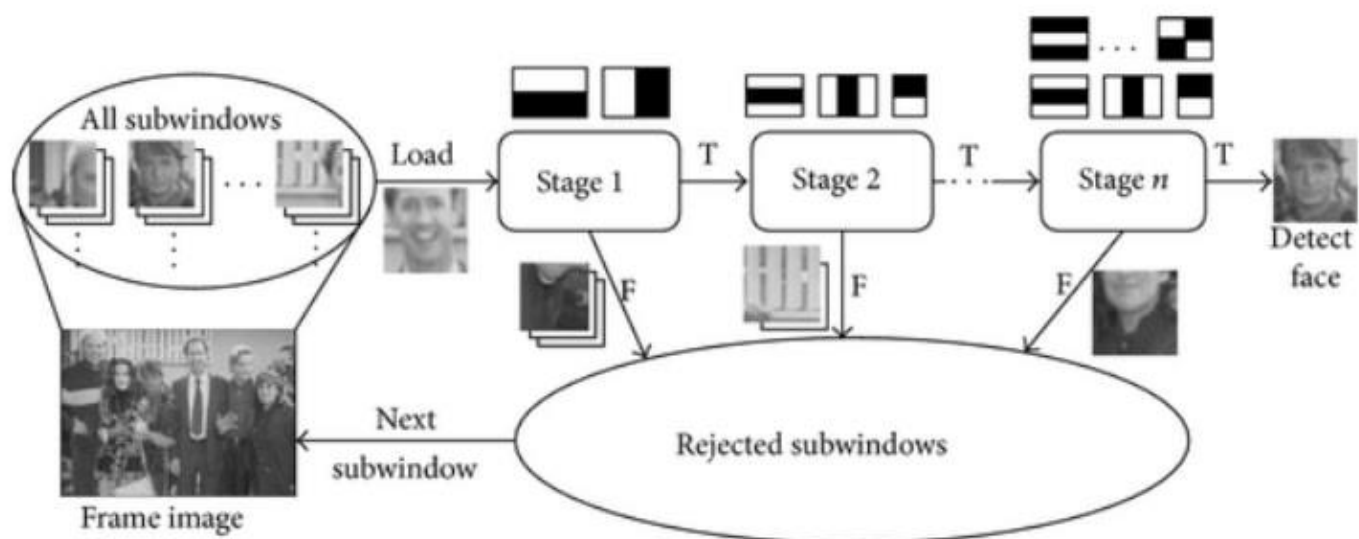 All subwindows
. . .
Load
Stage 1
T
Stage 2
T
. . . .
Stage n
T
Detect
face
F
F
F
Next
subwindow
Rejected subwindows
Frame image